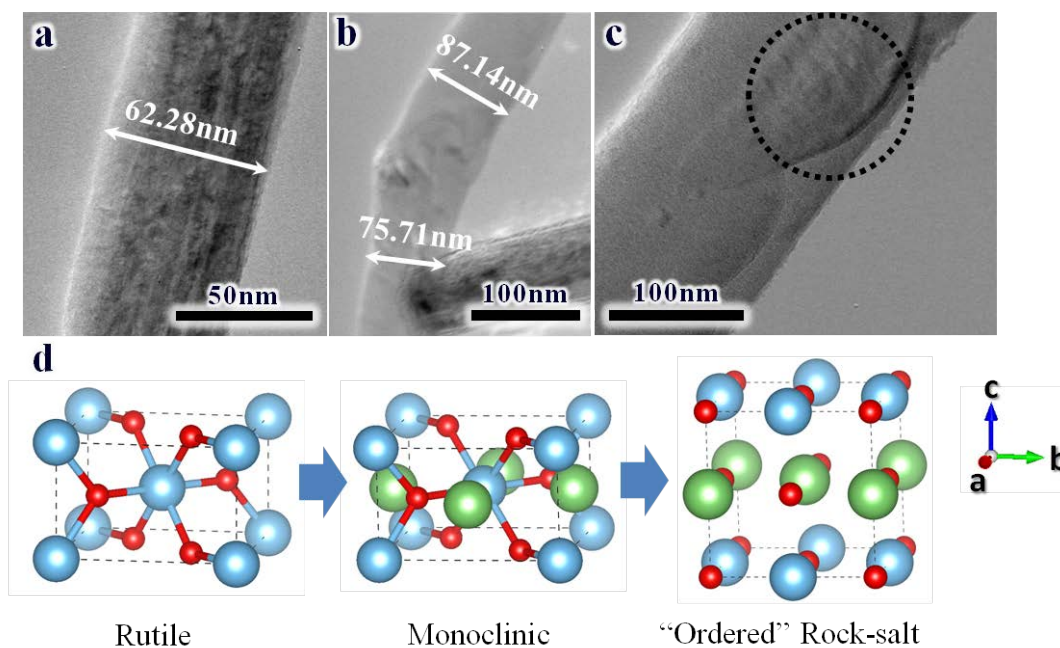 a
62.28nm
50nm
b
87.14nm
75.71nm
100nm
c
100nm
d
Rutile
Monoclinic
“Ordered” Rock-salt
c
b
a